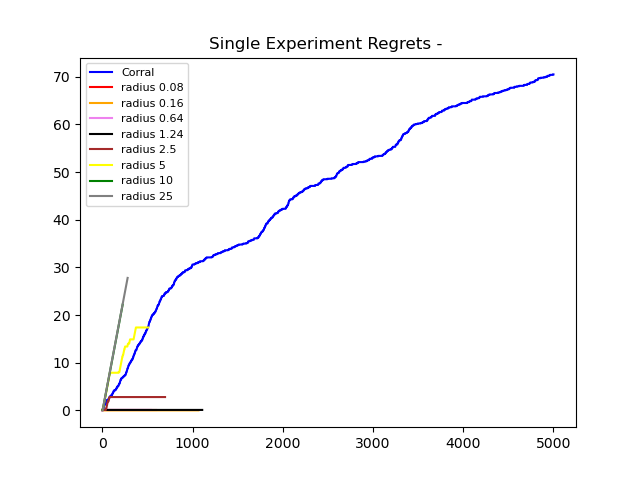 Single Experiment Regrets -
Corral
radius 0.08
radius 0.16
radius 0.64
radius 1.24
radius 2.5
radius 5
radius 10
radius 25
70
60
50
40
30
20
10
0
0 1000 2000 3000 4000 5000